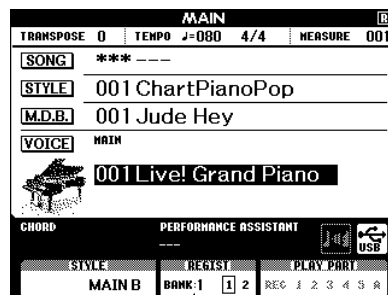 MAIN
TRANSPOSE 0 TEMPO ♩=080 4/4 MEASURE 001
SONG *** ---
STYLE 001 ChartPianoPop
M.D.B. 001 Jude Hey
VOICE MAIN
001 Live! Grand Piano
CHORD PERFORMANCE ASSISTANT
---
USB
STYLE REGIST PLAY PART
MAIN B BANK:1 1 2 REC 1 2 3 4 5 A